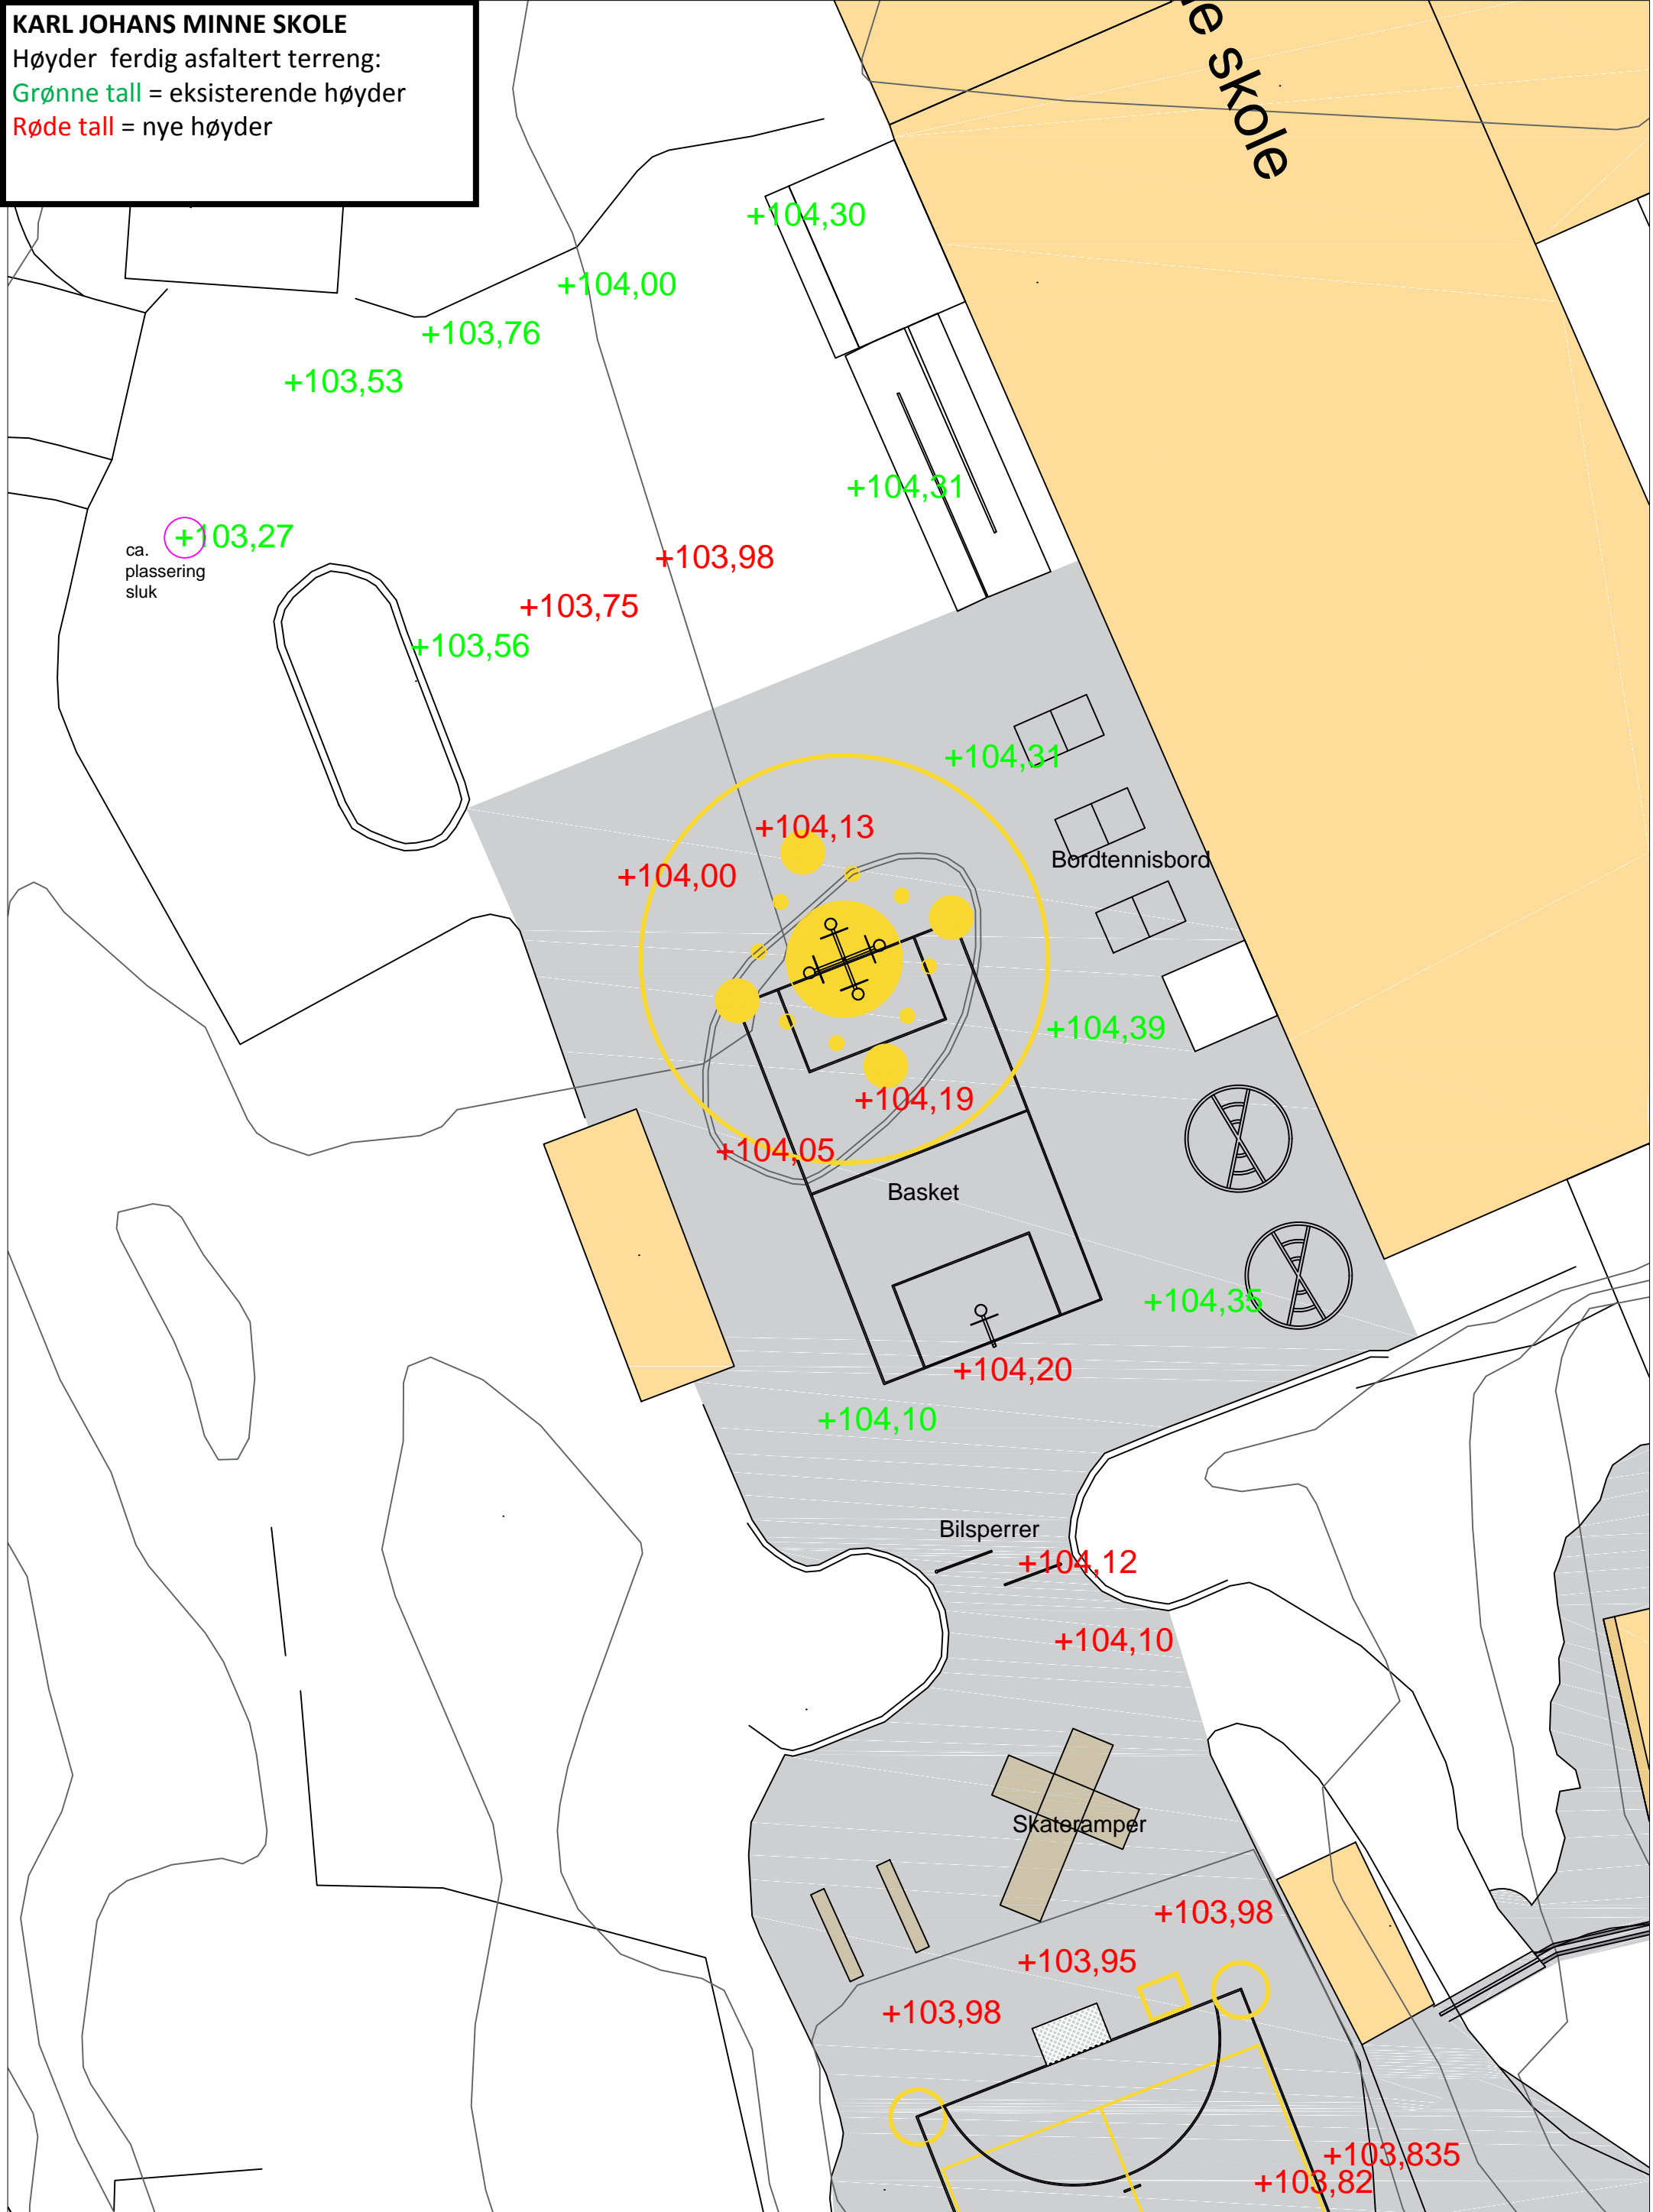 KARL JOHANS MINNE SKOLE
Høyder ferdig asfaltert terreng:
Grønne tall = eksisterende høyder
Røde tall = nye høyder
skole
+104,30
+104,00
+103,76
+103,53
+104,31
+103,27
ca.
plassering
sluk
+103,98
+103,75
+103,56
+104,31
+104,13
Bordtennisbord
+104,00
+104,39
+104,19
+104,05
Basket
+104,35
+104,20
+104,10
Bilsperrer
+104,12
+104,10
Skateramper
+103,98
+103,95
+103,98
+103,835
+103,82